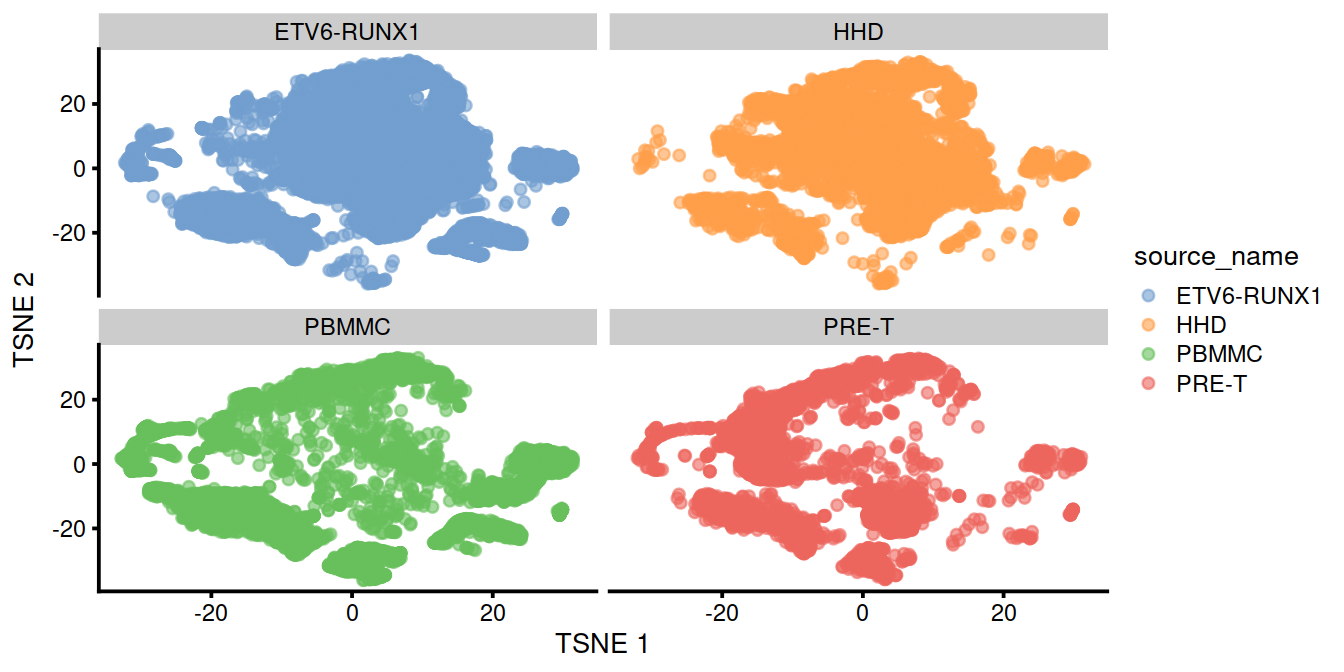 ETV6-RUNX1
HHD
20
0
-20
PBMMC
PRE-T
20
0
-20
-20
0
20
-20
0
20
TSNE 1
TSNE 2
source_name
ETV6-RUNX1
HHD
PBMMC
PRE-T